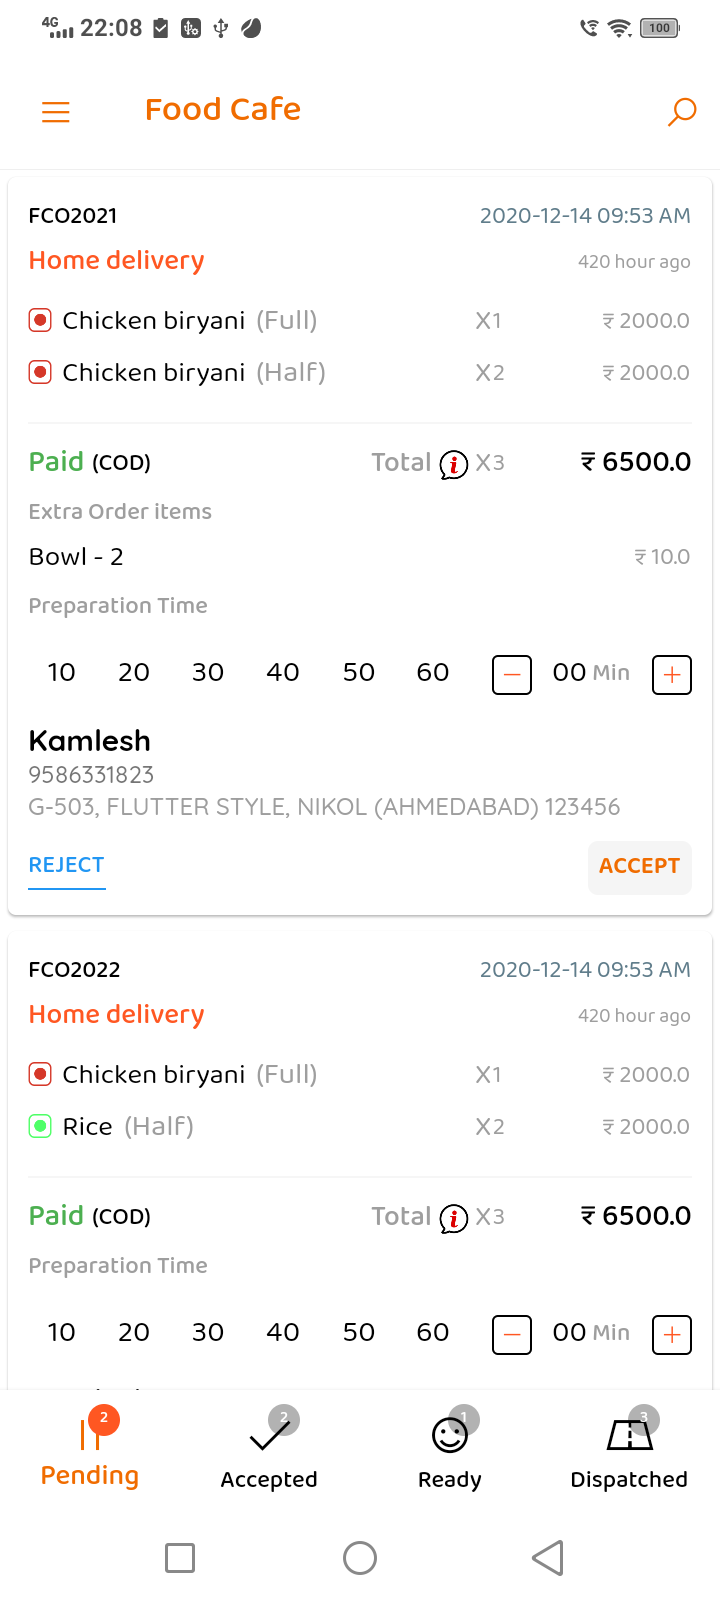 4G 22:08 100
Food Cafe
FCO2021 2020-12-14 09:53 AM
Home delivery 420 hour ago
Chicken biryani (Full) X1 ₹ 2000.0
Chicken biryani (Half) X2 ₹ 2000.0
Paid (COD) Total i X3 ₹ 6500.0
Extra Order items
Bowl - 2 ₹ 10.0
Preparation Time
10 20 30 40 50 60 − 00 Min +
Kamlesh
9586331823
G-503, FLUTTER STYLE, NIKOL (AHMEDABAD) 123456
REJECT ACCEPT
FCO2022 2020-12-14 09:53 AM
Home delivery 420 hour ago
Chicken biryani (Full) X1 ₹ 2000.0
Rice (Half) X2 ₹ 2000.0
Paid (COD) Total i X3 ₹ 6500.0
Preparation Time
10 20 30 40 50 60 − 00 Min +
2 2 1 3
Pending Accepted Ready Dispatched